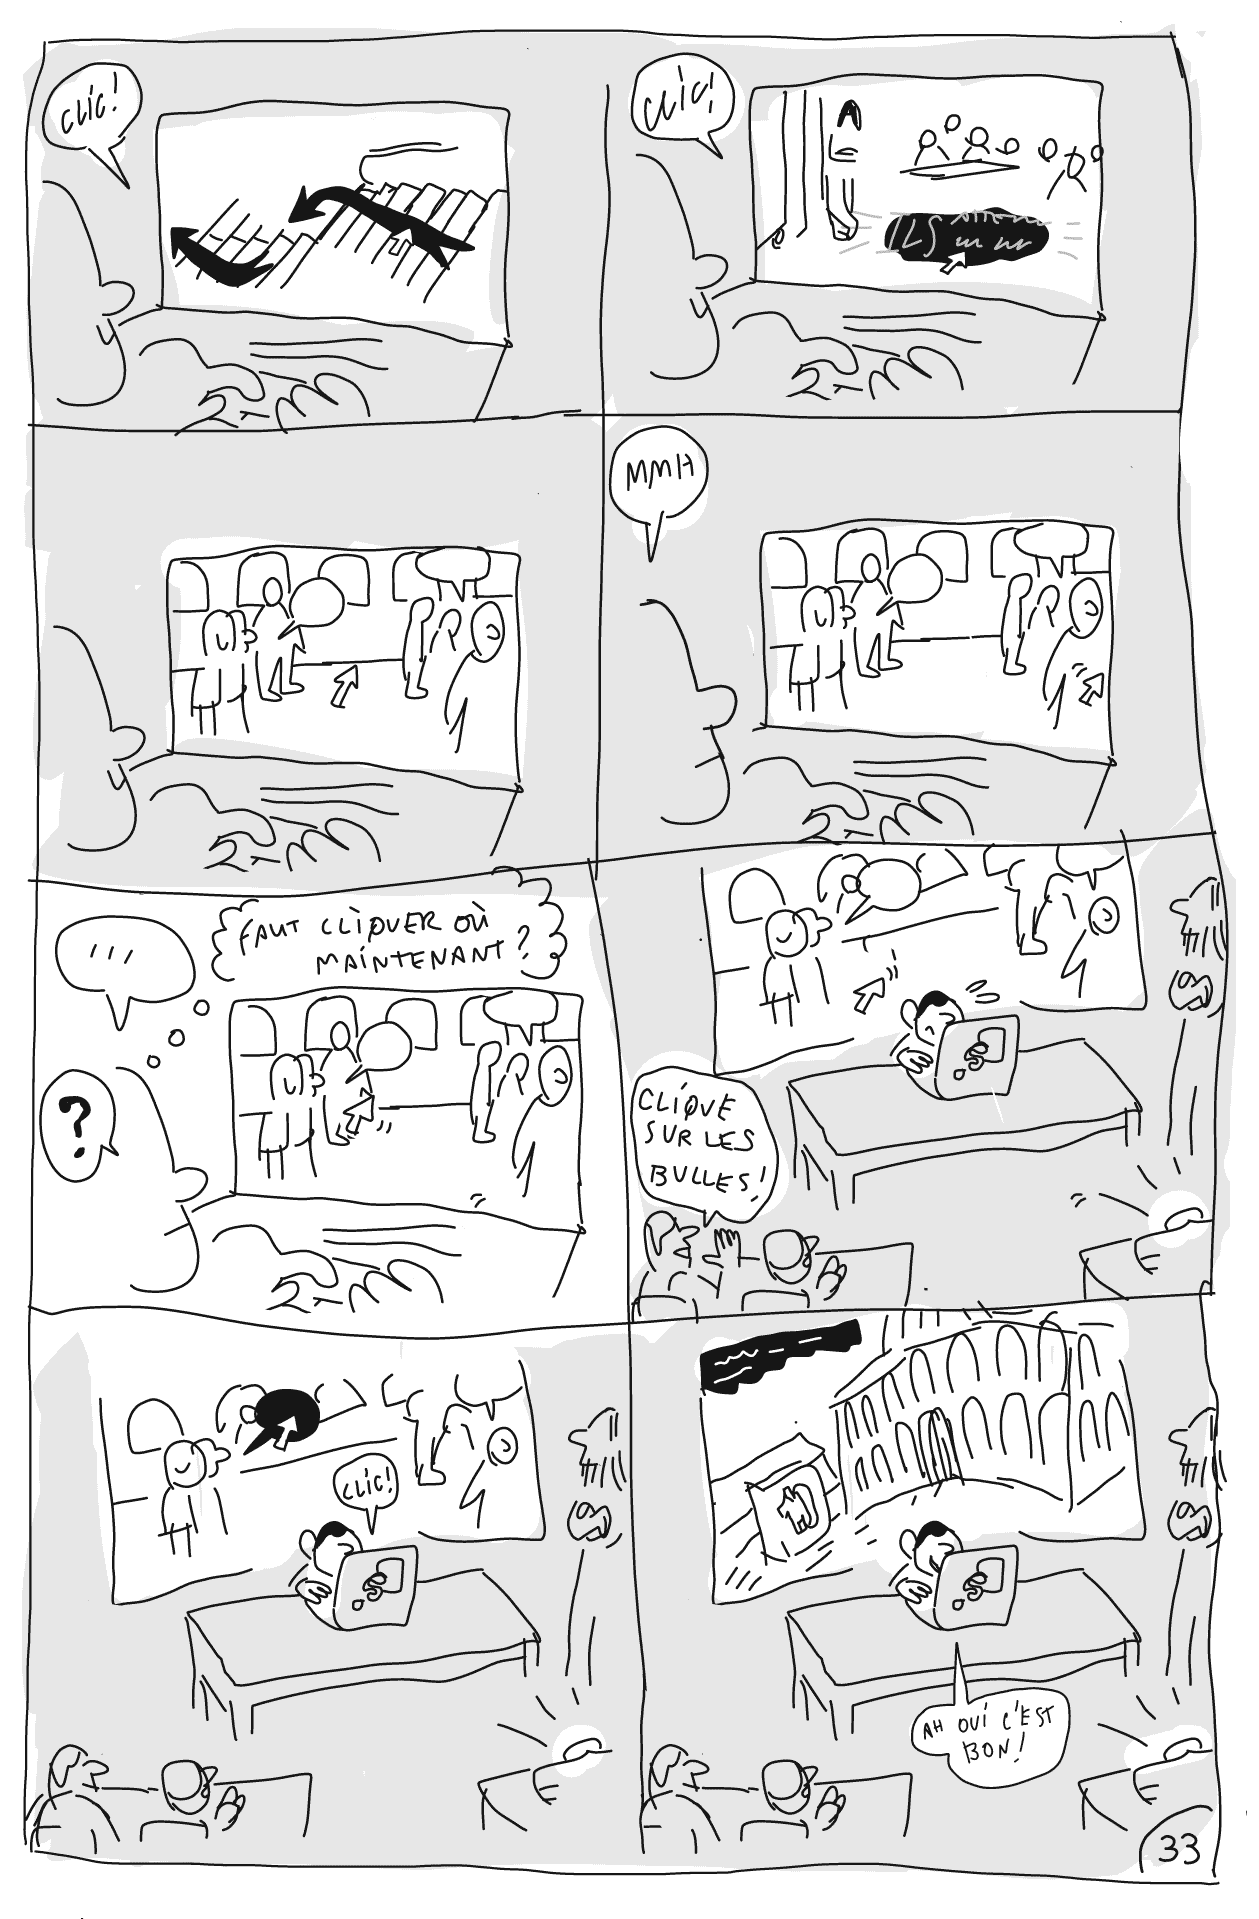 CLIC!
CLIC!
ILS
MMH
...
FAUT CLIQUER OÙ
MAINTENANT?
?
CLIQUE
SUR LES
BULLES!
CLIC!
AH OUI C'EST
BON!
33